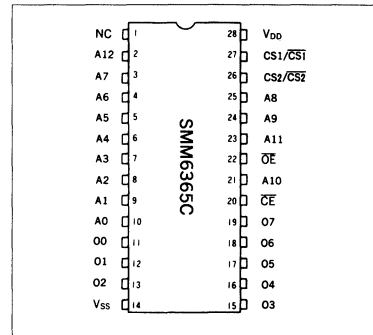 NC 1 28 VDD
A12 2 27 CS1/CS1
A7 3 26 CS2/CS2
A6 4 25 A8
A5 5 24 A9
A4 6 23 A11
A3 7 22 OE
A2 8 21 A10
A1 9 20 CE
A0 10 19 O7
O0 11 18 O6
O1 12 17 O5
O2 13 16 O4
VSS 14 15 O3
SMM6365C